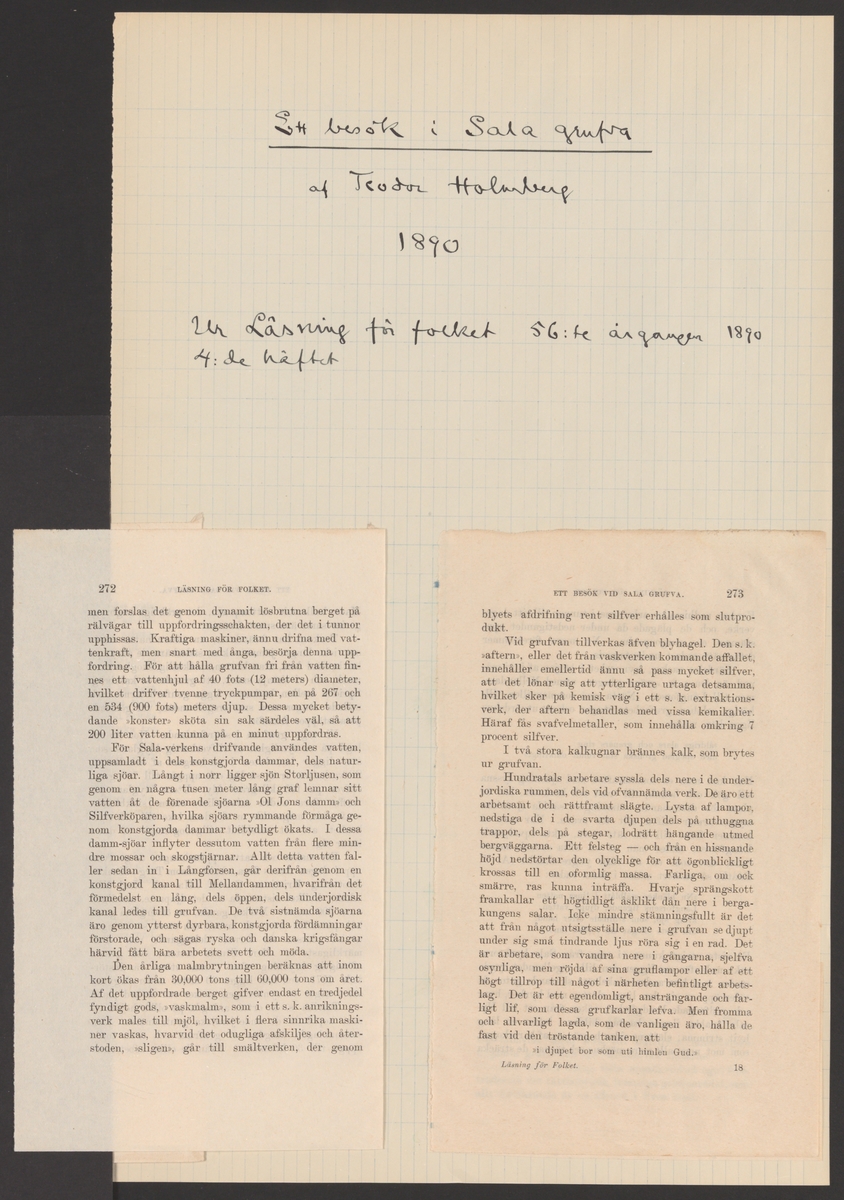 Ett besök i Sala grufva
af Teodor Holmberg
1890
Ur Läsning för folket 56:te årgangen 1890
4:de häftet
272 LÄSNING FÖR FOLKET.
men forslas det genom dynamit lösbrutna berget på
rälvägar till uppfordringsschakten, der det i tunnor
upphissas. Kraftiga maskiner, ännu drifna med vat-
tenkraft, men snart med ånga, besörja denna upp-
fordring. För att hålla grufvan fri från vatten fin-
nes ett vattenhjul af 40 fots (12 meters) diameter,
hvilket drifver tvenne tryckpumpar, en på 267 och
en 534 (900 fots) meters djup. Dessa mycket bety-
dande »konster» sköta sin sak särdeles väl, så att
200 liter vatten kunna på en minut uppfordras.
För Sala-verkens drifvande användes vatten,
uppsamladt i dels konstgjorda dammar, dels natur-
liga sjöar. Långt i norr ligger sjön Storljusen, som
genom en några tusen meter lång graf lemnar sitt
vatten åt de förenade sjöarna »Ol Jons damm» och
Silfverköparen, hvilka sjöars rymmande förmåga ge-
nom konstgjorda dammar betydligt ökats. I dessa
damm-sjöar inflyter dessutom vatten från flere min-
dre mossar och skogstjärnar. Allt detta vatten fal-
ler sedan in i Långforsen, går derifrån genom en
konstgjord kanal till Mellandammen, hvarifrån det
förmedelst en lång, dels öppen, dels underjordisk
kanal ledes till grufvan. De två sistnämda sjöarna
äro genom ytterst dyrbara, konstgjorda fördämningar
förstorade, och sägas ryska och danska krigsfångar
härvid fått bära arbetets svett och möda.
Den årliga malmbrytningen beräknas att inom
kort ökas från 30,000 tons till 60,000 tons om året.
Af det uppfordrade berget gifver endast en tredjedel
fyndigt gods, »vaskmalm», som i ett s. k. anriknings-
verk males till mjöl, hvilket i flera sinnrika maski-
ner vaskas, hvarvid det odugliga afskiljes och åter-
stoden, »sligen», går till smältverken, der genom
ETT BESÖK VID SALA GRUFVA. 273
blyets afdrifning rent silfver erhålles som slutpro-
dukt.
Vid grufvan tillverkas äfven blyhagel. Den s. k.
»aftern», eller det från vaskverken kommande affallet,
innehåller emellertid ännu så pass mycket silfver,
att det lönar sig att ytterligare urtaga detsamma,
hvilket sker på kemisk väg i ett s. k. extraktions-
verk, der aftern behandlas med vissa kemikalier.
Häraf fås svafvelmetaller, som innehålla omkring 7
procent silfver.
I två stora kalkugnar brännes kalk, som brytes
ur grufvan.
Hundratals arbetare syssla dels nere i de under-
jordiska rummen, dels vid ofvannämda verk. De äro ett
arbetsamt och rättframt slägte. Lysta af lampor,
nedstiga de i de svarta djupen dels på uthuggna
trappor, dels på stegar, lodrätt hängande utmed
bergväggarna. Ett felsteg — och från en hissnande
höjd nedstörtar den olycklige för att ögonblickligt
krossas till en oformlig massa. Farliga, om ock
smärre, ras kunna inträffa. Hvarje sprängskott
framkallar ett högtidligt åsklikt dån nere i berga-
kungens salar. Icke mindre stämningsfullt är det
att från något utsigtsställe nere i grufvan se djupt
under sig små tindrande ljus röra sig i en rad. Det
är arbetare, som vandra nere i gångarna, sjelfva
osynliga, men röjda af sina gruflampor eller af ett
högt tillrop till något i närheten befintligt arbets-
lag. Det är ett egendomligt, ansträngande och far-
ligt lif, som dessa grufkarlar lefva. Men fromma
och allvarligt lagda, som de vanligen äro, hålla de
fast vid den tröstande tanken, att
»i djupet bor som uti himlen Gud.»
Läsning för Folket. 18